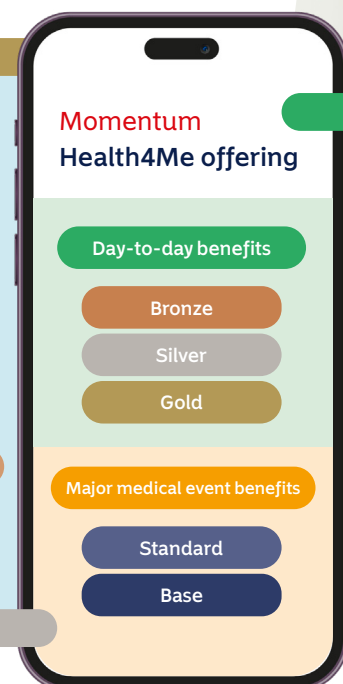 Momentum
Health4Me offering
Day-to-day benefits
Bronze
Silver
Gold
Major medical event benefits
Standard
Base